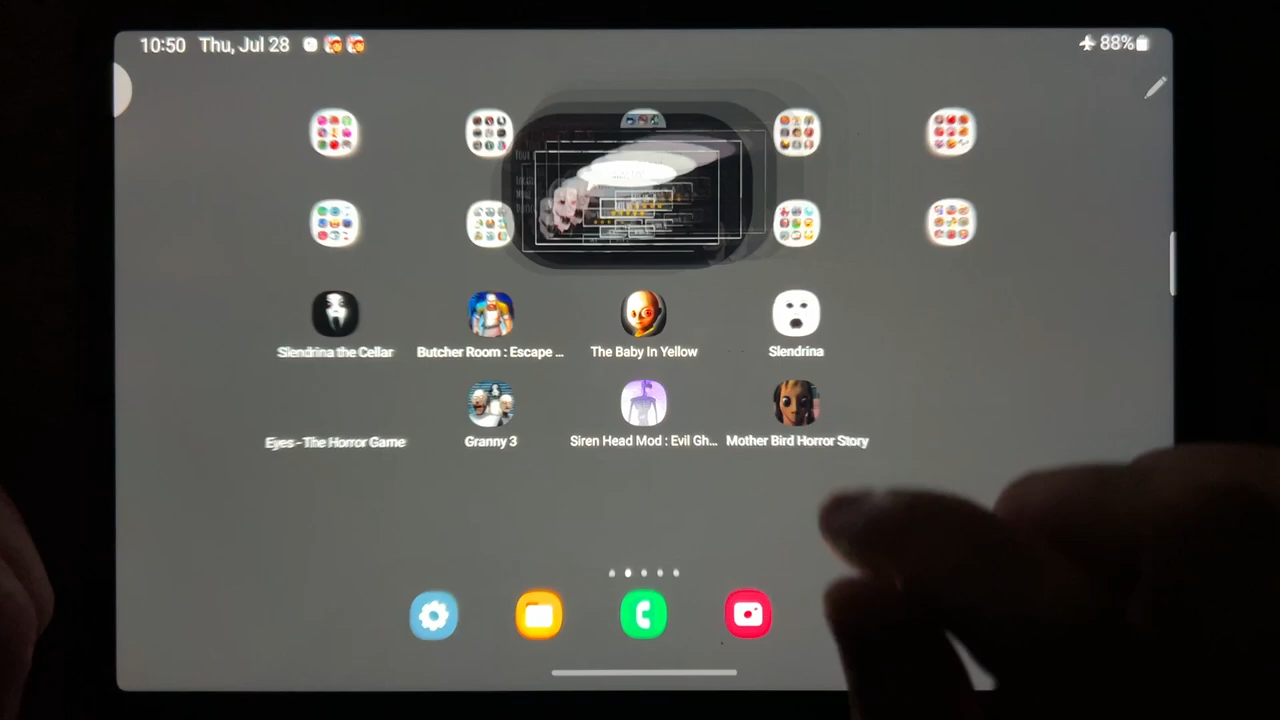 10:50 Thu, Jul 28
88%
Slendrina the Cellar
Butcher Room : Escape ...
The Baby In Yellow
Slendrina
Eyes - The Horror Game
Granny 3
Siren Head Mod : Evil Gh...
Mother Bird Horror Story